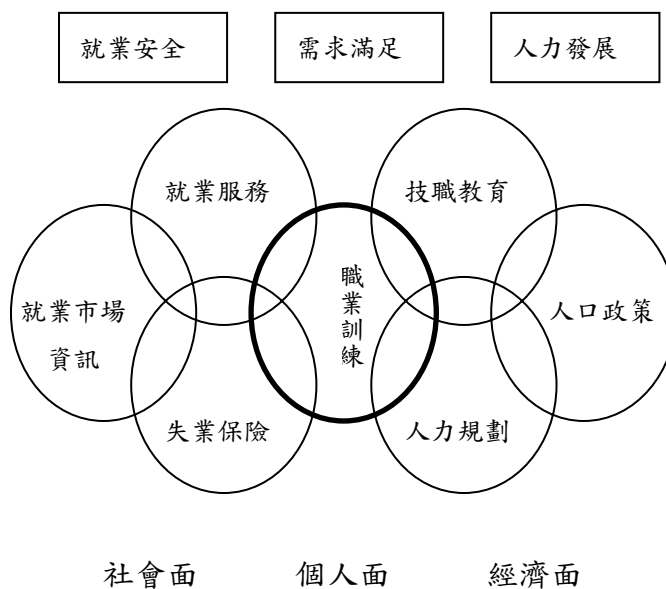 就業安全
需求滿足
人力發展
就業服務
技職教育
職業訓練
就業市場
資訊
人口政策
失業保險
人力規劃
社會面
個人面
經濟面